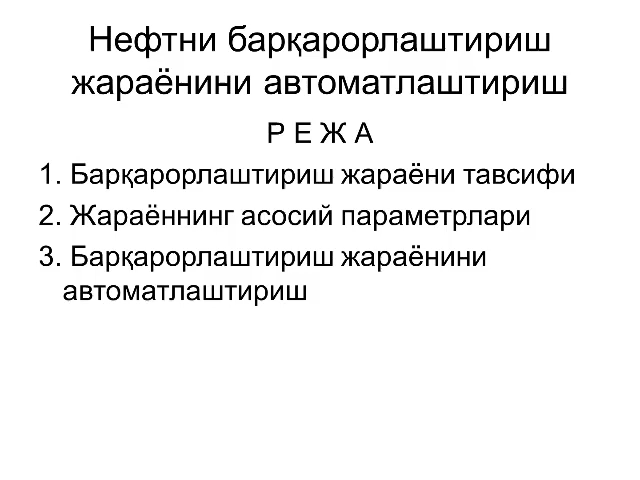 Нефтни барқарорлаштириш
жараёнини автоматлаштириш
Р Е Ж А
1. Барқарорлаштириш жараёни тавсифи
2. Жараённинг асосий параметрлари
3. Барқарорлаштириш жараёнини
автоматлаштириш